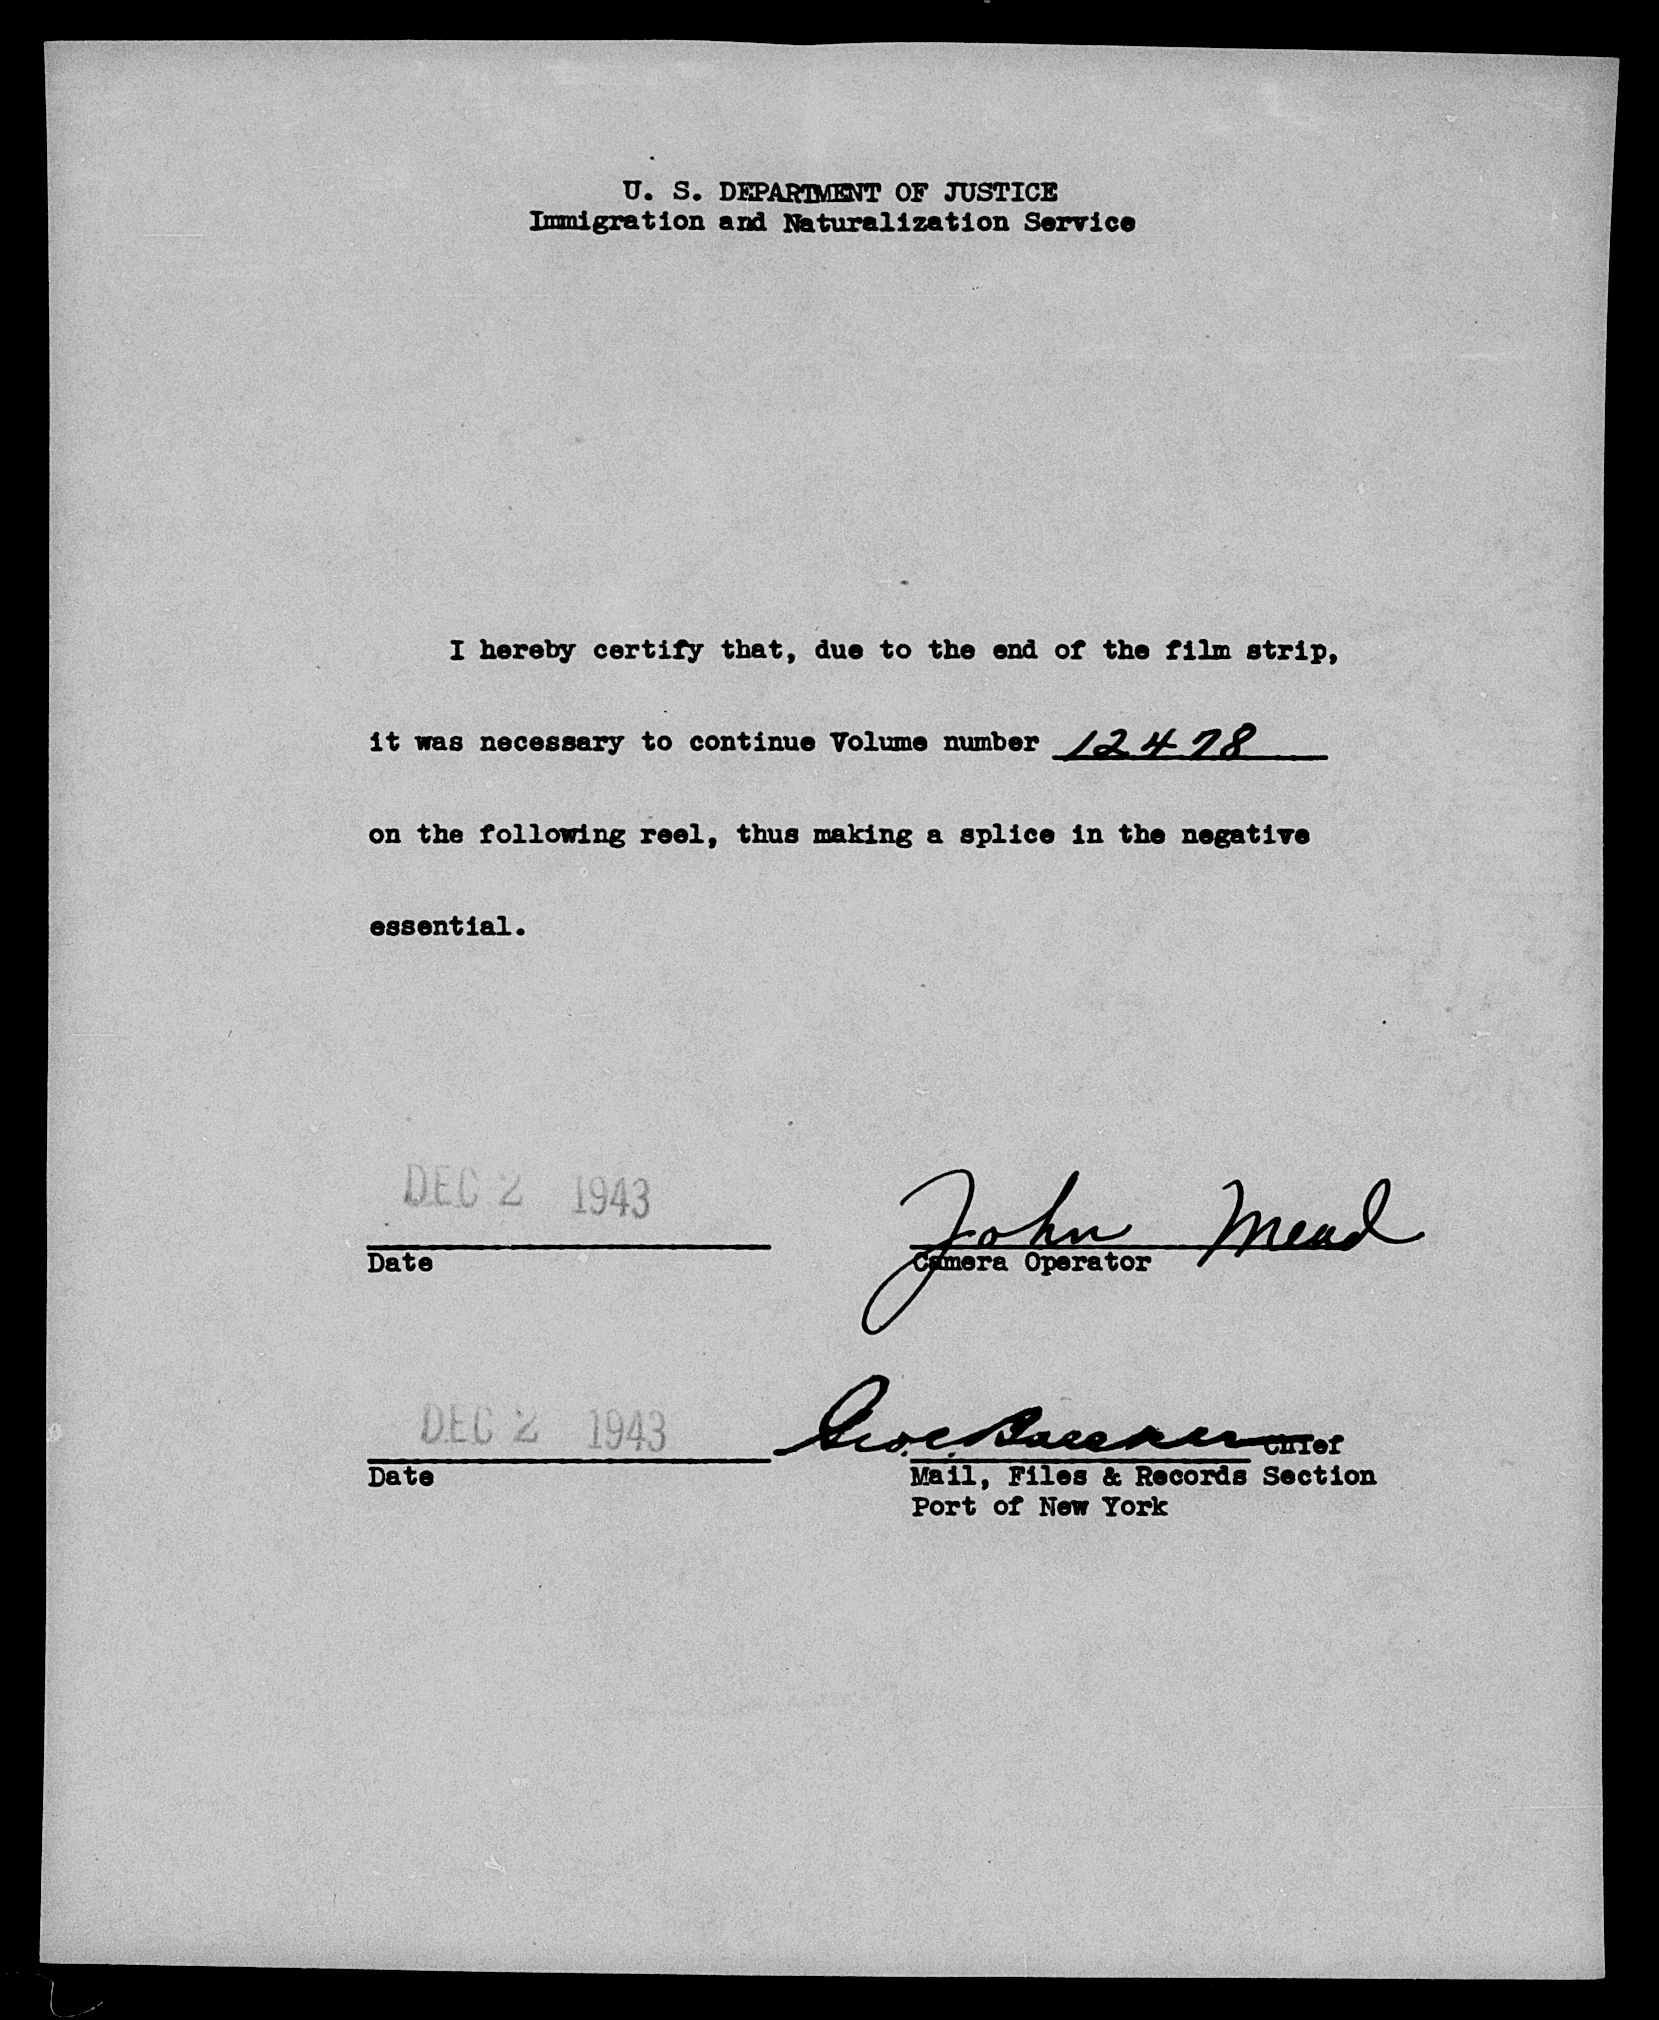 U. S. DEPARTMENT OF JUSTICE
Immigration and Naturalization Service
I hereby certify that, due to the end of the film strip,
it was necessary to continue Volume number 12478
on the following reel, thus making a splice in the negative
essential.
DEC 2 1943
John Mead
Date
Camera Operator
DEC 2 1943
Geo. Chief
Date
Mail, Files & Records Section
Port of New York